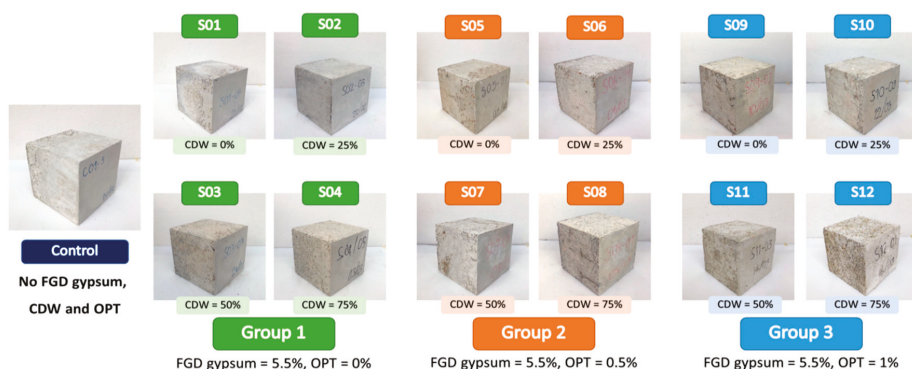 S01
S02
S05
S06
S09
S10
CDW = 0%
CDW = 25%
CDW = 0%
CDW = 25%
CDW = 0%
CDW = 25%
S03
S04
S07
S08
S11
S12
Control
No FGD gypsum,
CDW and OPT
CDW = 50%
CDW = 75%
CDW = 50%
CDW = 75%
CDW = 50%
CDW = 75%
Group 1
Group 2
Group 3
FGD gypsum = 5.5%, OPT = 0%
FGD gypsum = 5.5%, OPT = 0.5%
FGD gypsum = 5.5%, OPT = 1%